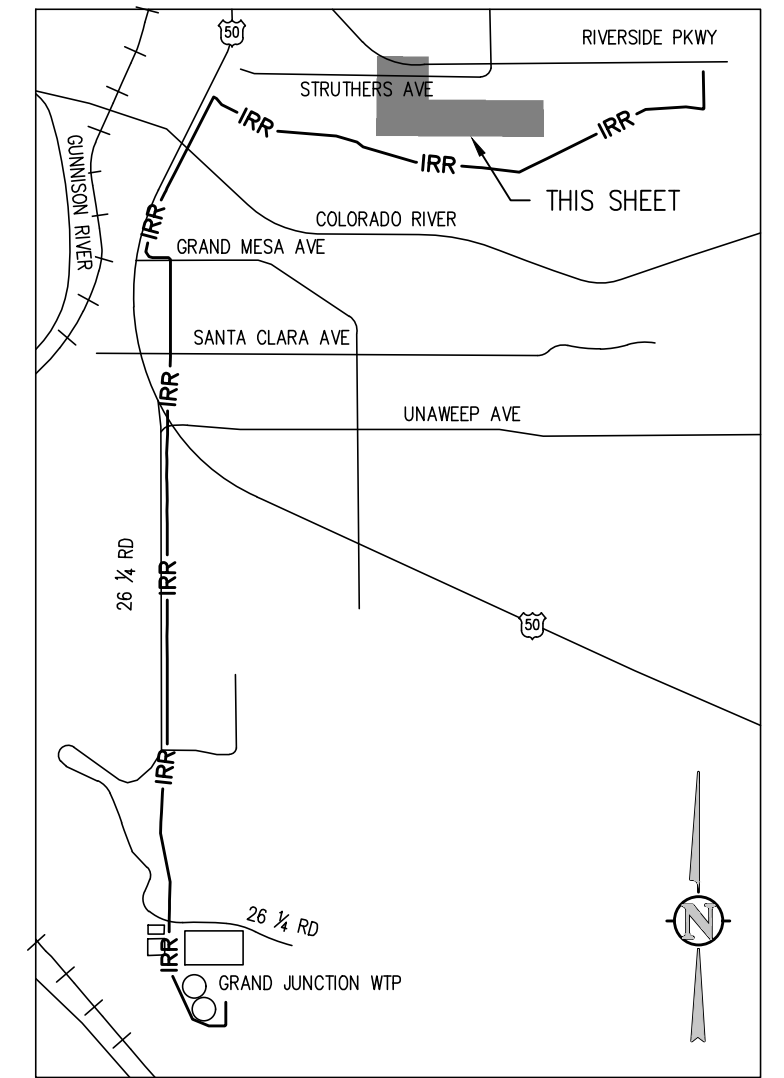 50
RIVERSIDE PKWY
STRUTHERS AVE
IRR
IRR
IRR
THIS SHEET
GUNNISON RIVER
IRR
COLORADO RIVER
GRAND MESA AVE
SANTA CLARA AVE
IRR
UNAWEEP AVE
26 ¼ RD
IRR
50
IRR
26 ¼ RD
N
IRR
GRAND JUNCTION WTP